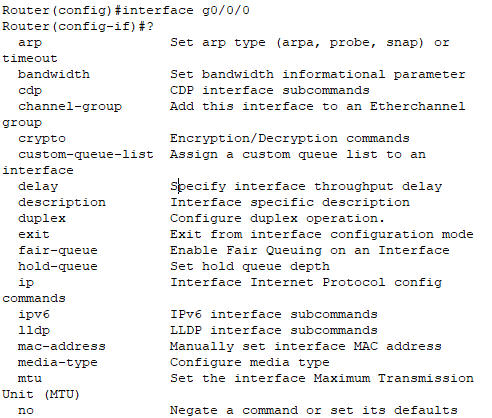 Router(config)#interface g0/0/0
Router(config-if)#?
  arp                Set arp type (arpa, probe, snap) or
timeout
  bandwidth          Set bandwidth informational parameter
  cdp                CDP interface subcommands
  channel-group      Add this interface to an Etherchannel
group
  crypto             Encryption/Decryption commands
  custom-queue-list  Assign a custom queue list to an
interface
  delay              Specify interface throughput delay
  description        Interface specific description
  duplex             Configure duplex operation.
  exit               Exit from interface configuration mode
  fair-queue         Enable Fair Queuing on an Interface
  hold-queue         Set hold queue depth
  ip                 Interface Internet Protocol config
commands
  ipv6               IPv6 interface subcommands
  lldp               LLDP interface subcommands
  mac-address        Manually set interface MAC address
  media-type         Configure media type
  mtu                Set the interface Maximum Transmission
Unit (MTU)
  no                 Negate a command or set its defaults